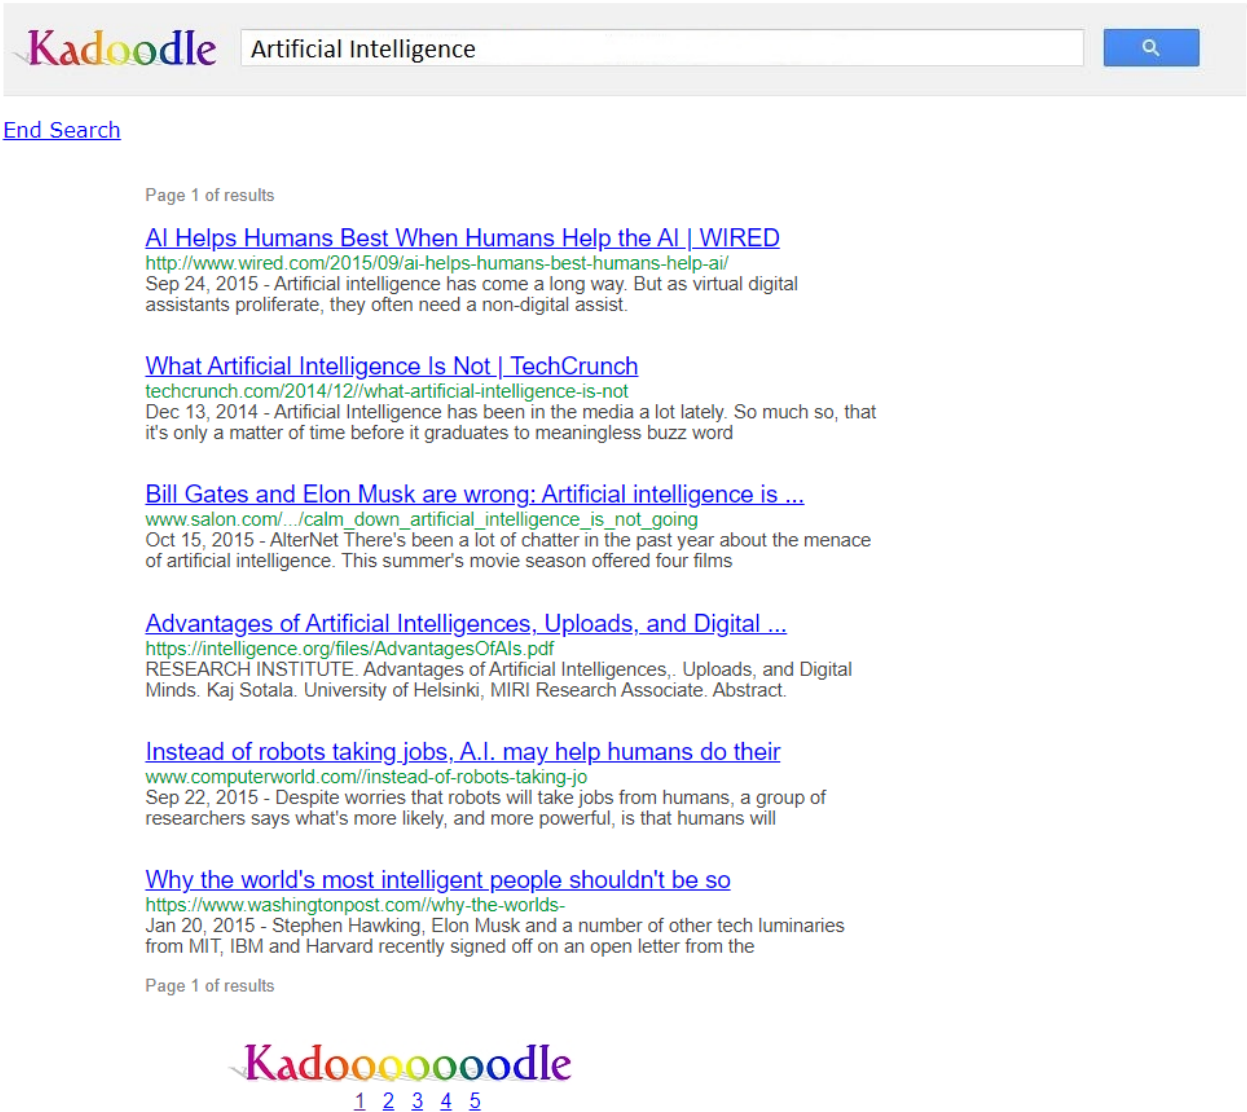 Kadoodle Artificial Intelligence
End Search
Page 1 of results
AI Helps Humans Best When Humans Help the AI | WIRED
http://www.wired.com/2015/09/ai-helps-humans-best-humans-help-ai/
Sep 24, 2015 - Artificial intelligence has come a long way. But as virtual digital
assistants proliferate, they often need a non-digital assist.
What Artificial Intelligence Is Not | TechCrunch
techcrunch.com/2014/12//what-artificial-intelligence-is-not
Dec 13, 2014 - Artificial Intelligence has been in the media a lot lately. So much so, that
it's only a matter of time before it graduates to meaningless buzz word
Bill Gates and Elon Musk are wrong: Artificial intelligence is ...
www.salon.com/.../calm_down_artificial_intelligence_is_not_going
Oct 15, 2015 - AlterNet There's been a lot of chatter in the past year about the menace
of artificial intelligence. This summer's movie season offered four films
Advantages of Artificial Intelligences, Uploads, and Digital ...
https://intelligence.org/files/AdvantagesOfAIs.pdf
RESEARCH INSTITUTE. Advantages of Artificial Intelligences,. Uploads, and Digital
Minds. Kaj Sotala. University of Helsinki, MIRI Research Associate. Abstract.
Instead of robots taking jobs, A.I. may help humans do their
www.computerworld.com//instead-of-robots-taking-jo
Sep 22, 2015 - Despite worries that robots will take jobs from humans, a group of
researchers says what's more likely, and more powerful, is that humans will
Why the world's most intelligent people shouldn't be so
https://www.washingtonpost.com//why-the-worlds-
Jan 20, 2015 - Stephen Hawking, Elon Musk and a number of other tech luminaries
from MIT, IBM and Harvard recently signed off on an open letter from the
Page 1 of results
Kadooooooodle
1 2 3 4 5